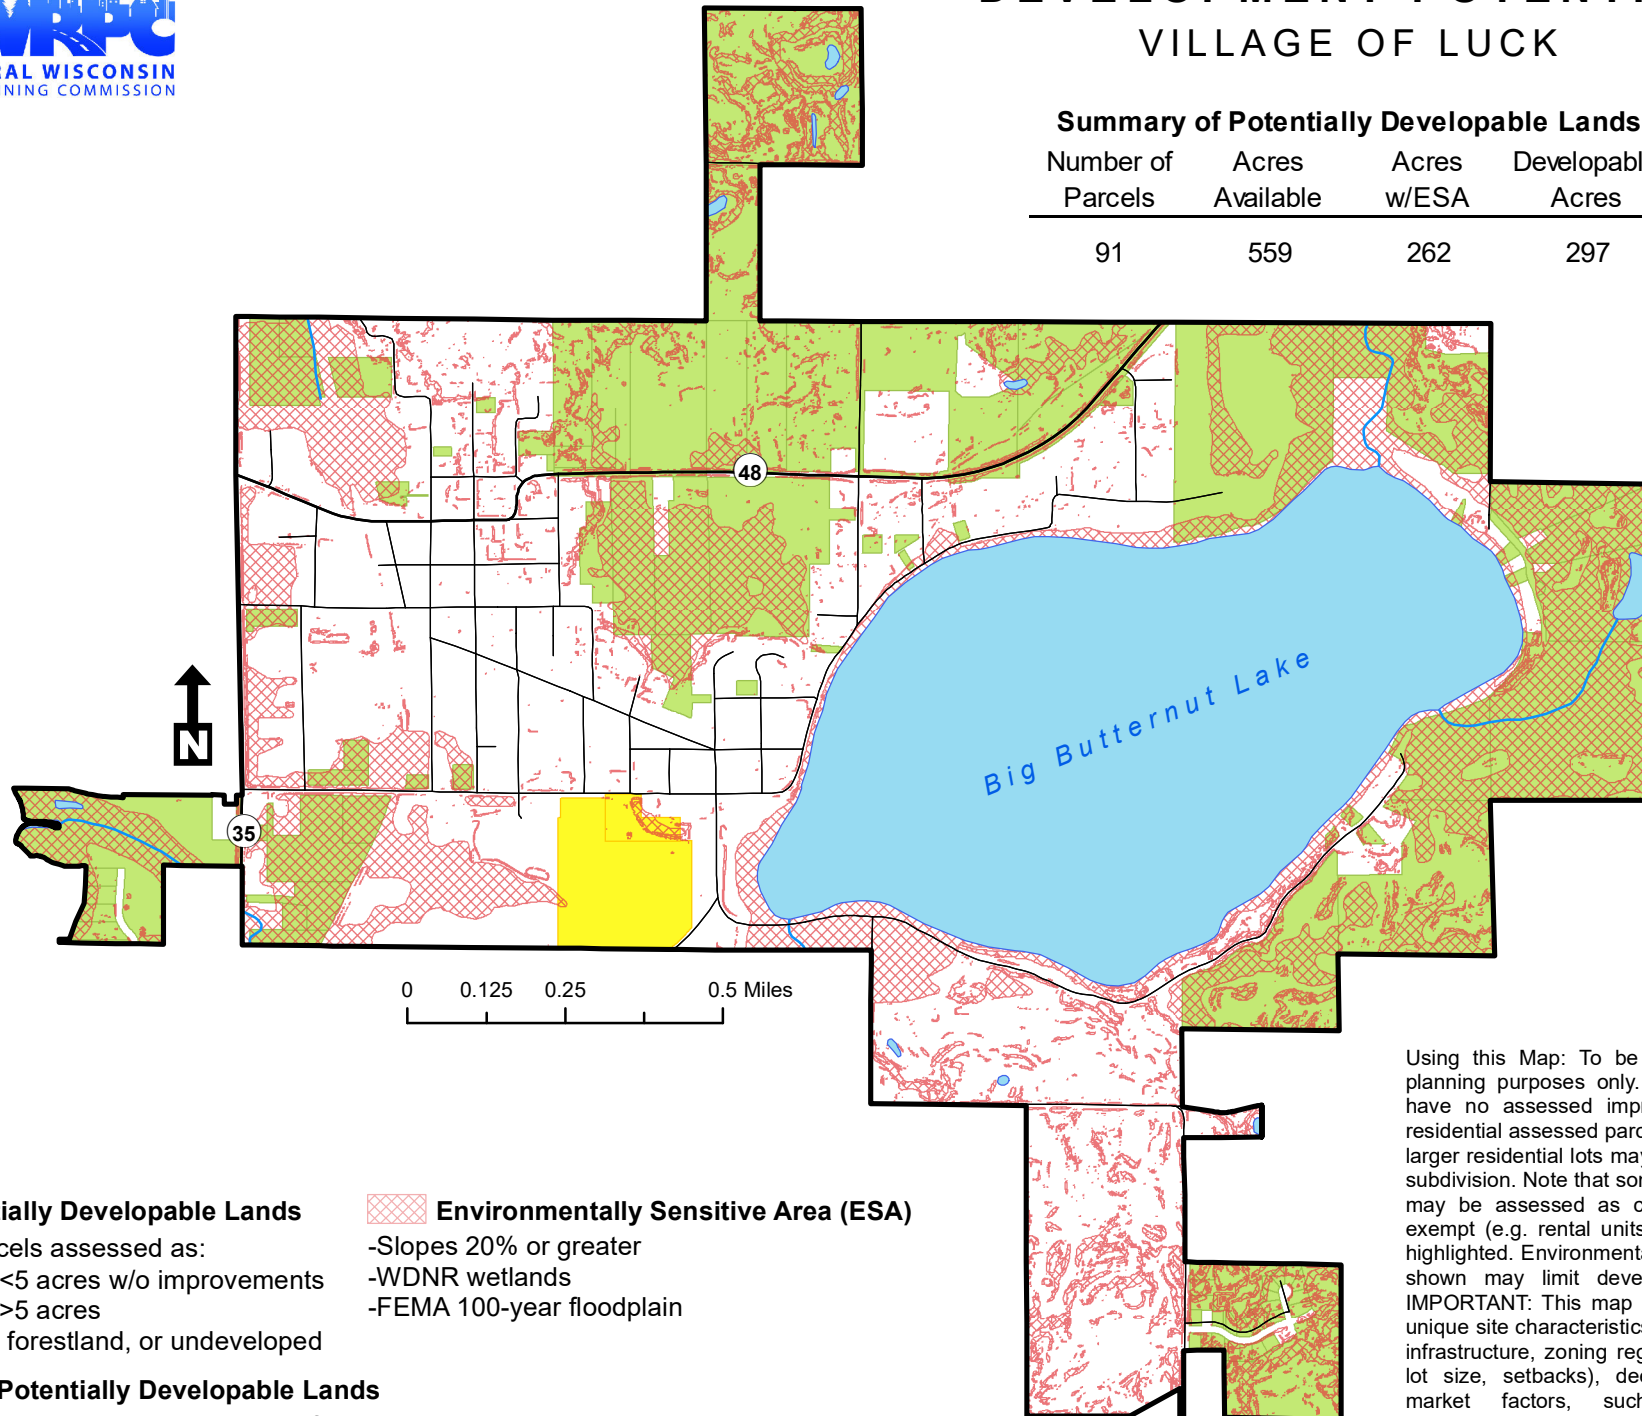 RAL WISCONSIN
NING COMMISSION
DEVELOPMENT POTENTI
VILLAGE OF LUCK
Summary of Potentially Developable Lands
Number of Parcels
Acres Available
Acres w/ESA
Developabl Acres
91 559 262 297
48
Big Butternut Lake
N
35
0 0.125 0.25 0.5 Miles
ially Developable Lands
cels assessed as:
<5 acres w/o improvements
>5 acres
forestland, or undeveloped
Potentially Developable Lands
Environmentally Sensitive Area (ESA)
-Slopes 20% or greater
-WDNR wetlands
-FEMA 100-year floodplain
Using this Map: To be
planning purposes only.
have no assessed impr
residential assessed parc
larger residential lots may
subdivision. Note that sor
may be assessed as c
exempt (e.g. rental units
highlighted. Environmenta
shown may limit deve
IMPORTANT: This map
unique site characteristics
infrastructure, zoning reg
lot size, setbacks), dee
market factors, such